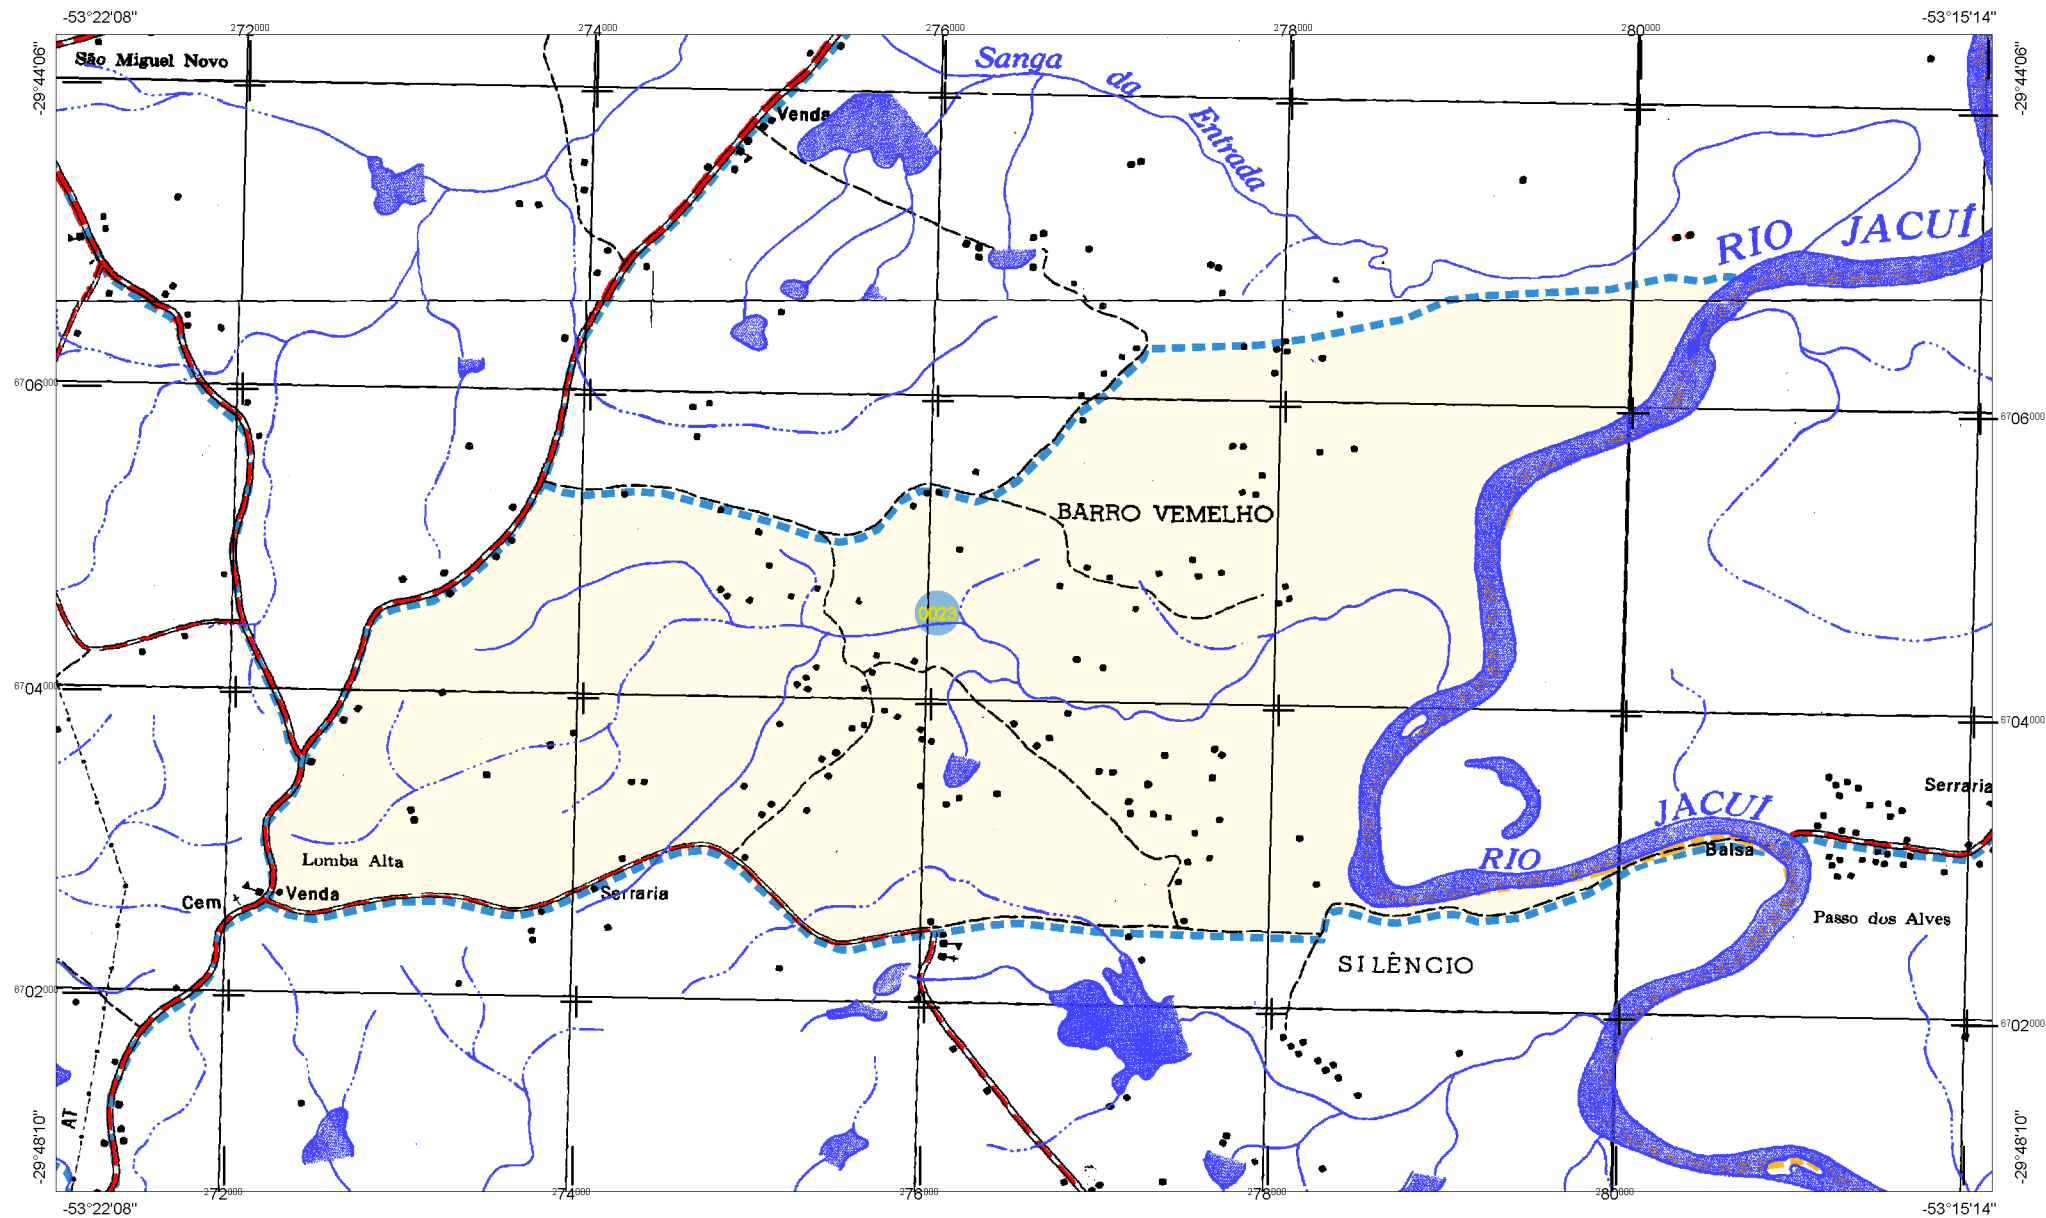 -53°22'08"
-53°15'14"
272000
274000
276000
278000
280000
-29°44'06"
-29°44'06"
São Miguel Novo
Sanga da Entrada
Venda
RIO JACUÍ
6706000
6706000
BARRO VEMELHO
0023
6704000
6704000
Serraria
JACUÍ
RIO
Balsa
Lomba Alta
Venda
Serraria
Cem
Passo dos Alves
SILÊNCIO
6702000
6702000
AT
-29°48'10"
-29°48'10"
272000
274000
276000
278000
280000
-53°22'08"
-53°15'14"